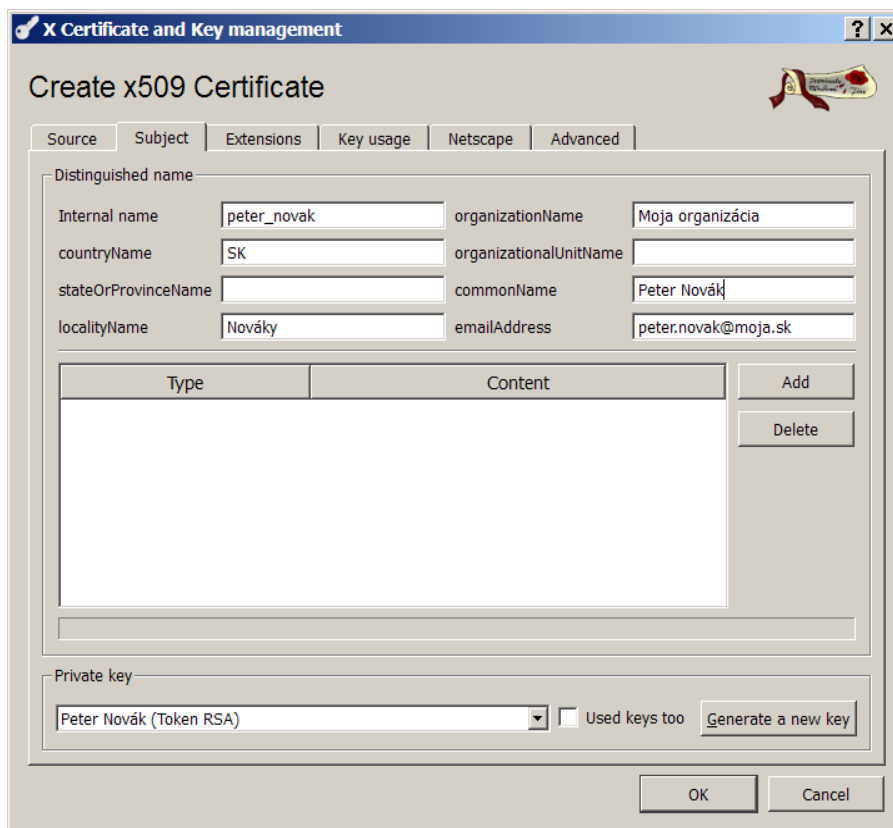 X Certificate and Key management
Create x509 Certificate
Source Subject Extensions Key usage Netscape Advanced
Distinguished name
Internal name peter_novak organizationName Moja organizácia
countryName SK organizationalUnitName
stateOrProvinceName commonName Peter Novák
localityName Nováky emailAddress peter.novak@moja.sk
Type Content Add
Delete
Private key
Peter Novák (Token RSA) Used keys too Generate a new key
OK Cancel